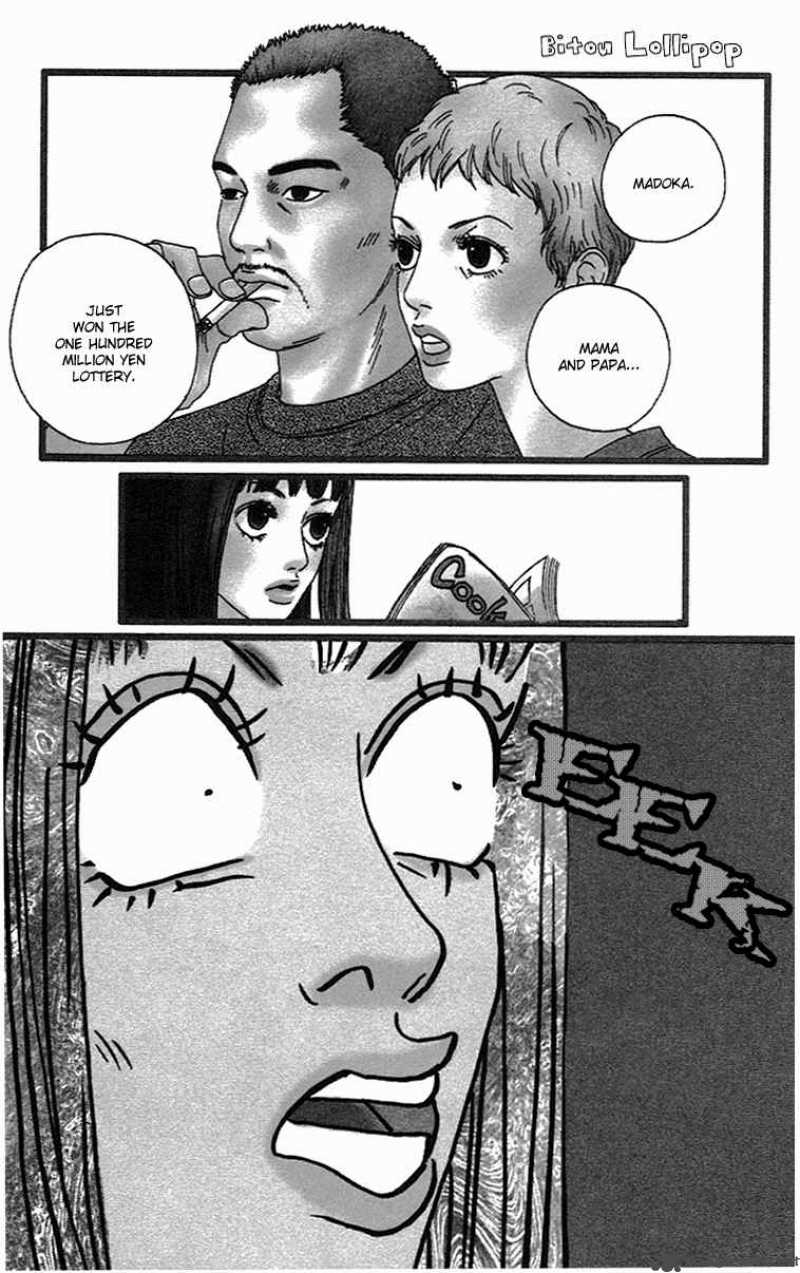 Bitou Lollipop
MADOKA.
MAMA
AND PAPA...
JUST
WON THE
ONE HUNDRED
MILLION YEN
LOTTERY.
Cook
EEK